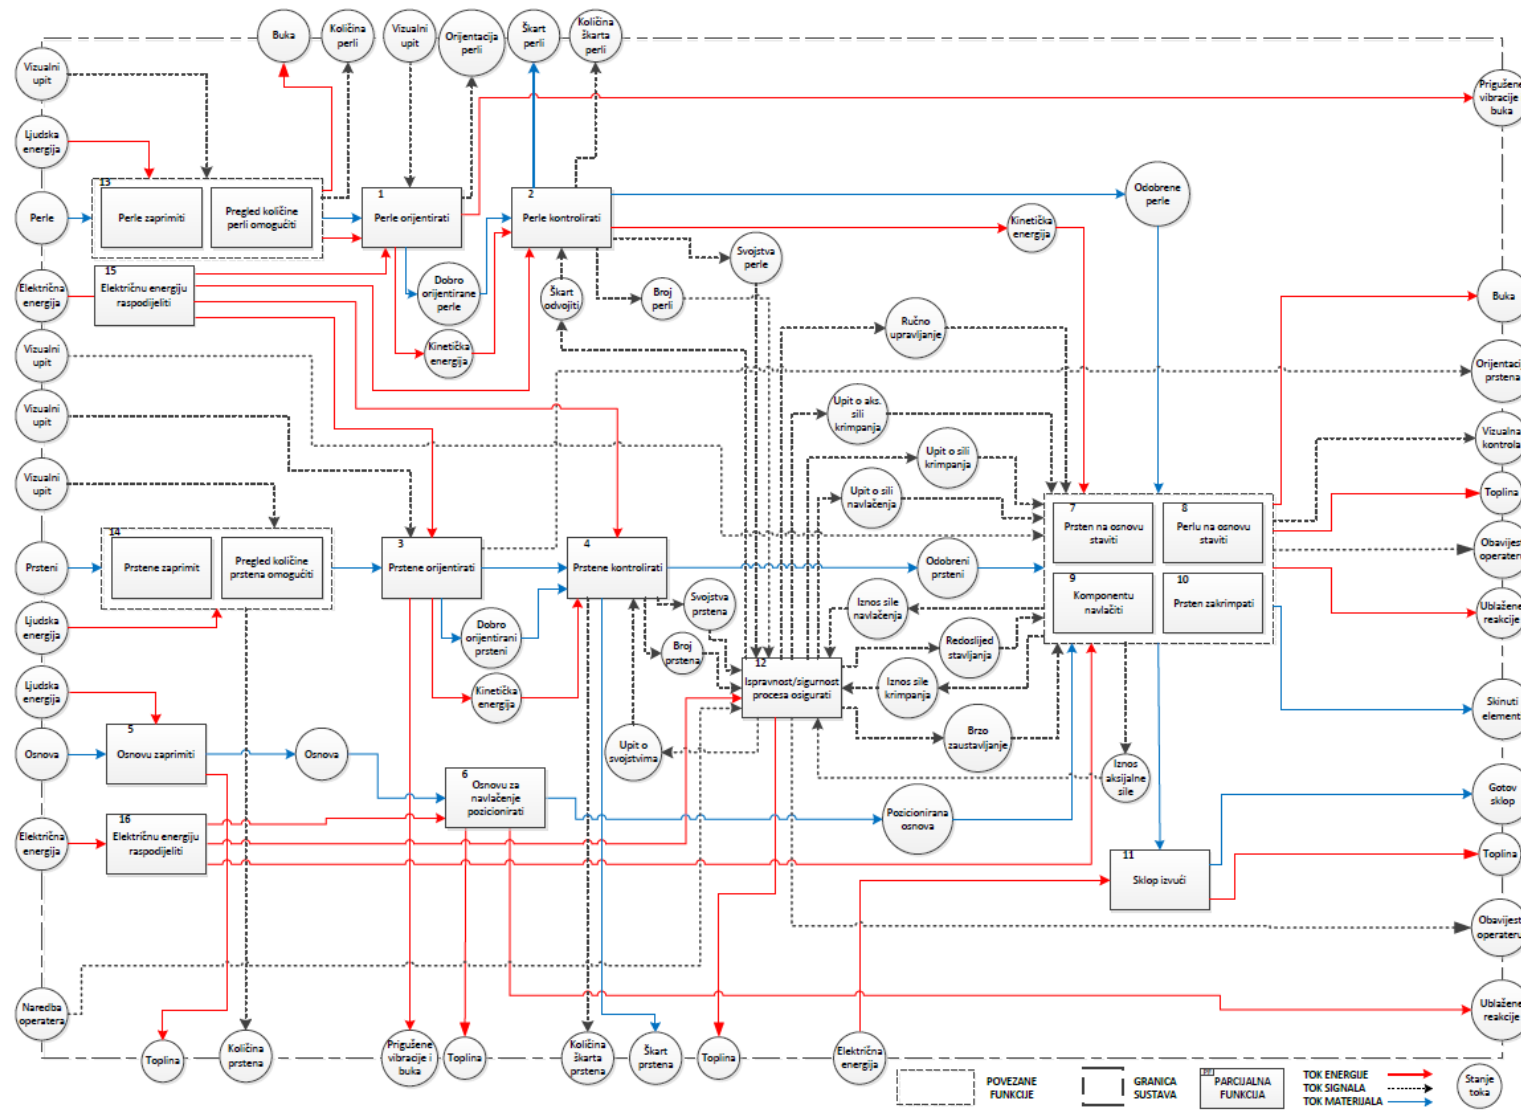 Buka
Količina
perli
Vizualni
upit
Orijentacija
perli
Škart
perli
Količina
škarta
perli
Vizualni
upit
Prigušene
vibracije
buka
Ljudska
energija
13
Perle zaprimiti
Pregled količine
perli omogućiti
1
Perle orijentirati
2
Perle kontrolirati
Odobrene
perle
Perle
Kinetička
energija
Svojstva
perle
Električna
energija
15
Električnu energiju
raspodijeliti
Dobro
orijentirane
perle
Škart
odvojiti
Broj
perli
Buka
Ručno
upravljanje
Vizualni
upit
Kinetička
energija
Orijentacij
prstena
Vizualni
upit
Upit o aks.
sili
krimpanja
Vizualna
kontrola
Upit o sili
krimpanja
Vizualni
upit
Upit o sili
navlačenja
Toplina
14
Prstene zaprimit
Pregled količine
prstena omogućiti
3
Prstene orijentirati
4
Prstene kontrolirati
7
Prsten na osnovu
staviti
8
Perlu na osnovu
staviti
Obavijest
operateru
Prsteni
Odobreni
prsteni
9
Komponentu
navlačiti
10
Prsten zakrimpati
Svojstva
prstena
Iznos sile
navlačenja
Ublažene
reakcije
Ljudska
energija
Dobro
orijentirani
prsteni
Broj
prstena
Redoslijed
stavljanja
12
Ispravnost/sigurnost
procesa osigurati
Iznos sile
krimpanja
Ljudska
energija
Kinetička
energija
Skinuti
element
5
Osnovu zaprimiti
Brzo
zaustavljanje
Osnova
Osnova
Upit o
svojstvima
Iznos
aksijalne
sile
6
Osnovu za
navlačenje
pozicionirati
Gotov
sklop
Pozicionirana
osnova
Električna
energija
16
Električnu energiju
raspodijeliti
11
Sklop izvući
Toplina
Obavijest
operateru
Naredba
operatera
Ublažene
reakcije
Toplina
Količina
prstena
Prigušene
vibracije i
buka
Toplina
Količina
škarta
prstena
Škart
prstena
Toplina
Električna
energija
POVEZANE
FUNKCIJE
GRANICA
SUSTAVA
PARCIJALNA
FUNKCIJA
TOK ENERGIJE
TOK SIGNALA
TOK MATERIJALA
Stanje
toka